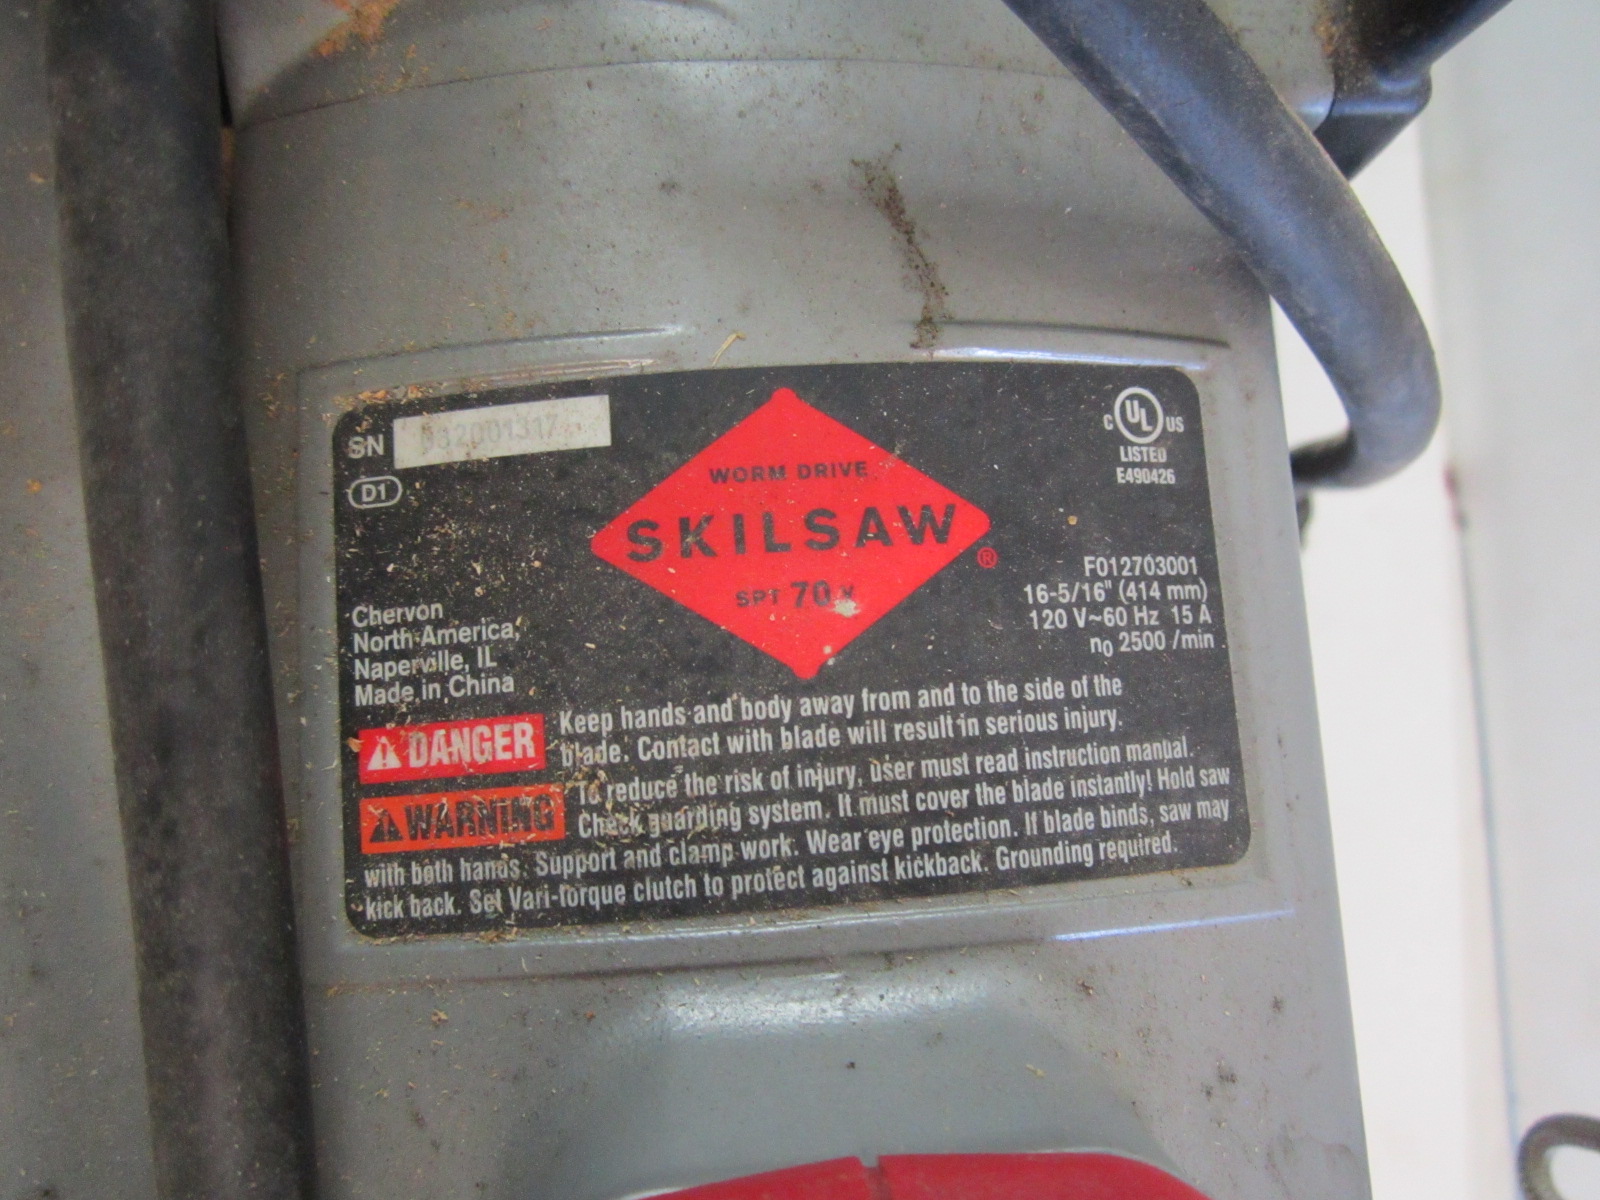 SN
D1
WORM DRIVE
SKILSAW
®
SPT 70
C UL US
LISTED
E490426
F012703001
16-5/16" (414 mm)
120 V~60 Hz 15 A
n0 2500 /min
Chervon
North America,
Naperville, IL
Made in China
DANGER Keep hands and body away from and to the side of the
blade. Contact with blade will result in serious injury.
WARNING To reduce the risk of injury, user must read instruction manual.
Check guarding system. It must cover the blade instantly! Hold saw
with both hands. Support and clamp work. Wear eye protection. If blade binds, saw may
kick back. Set Vari-torque clutch to protect against kickback. Grounding required.